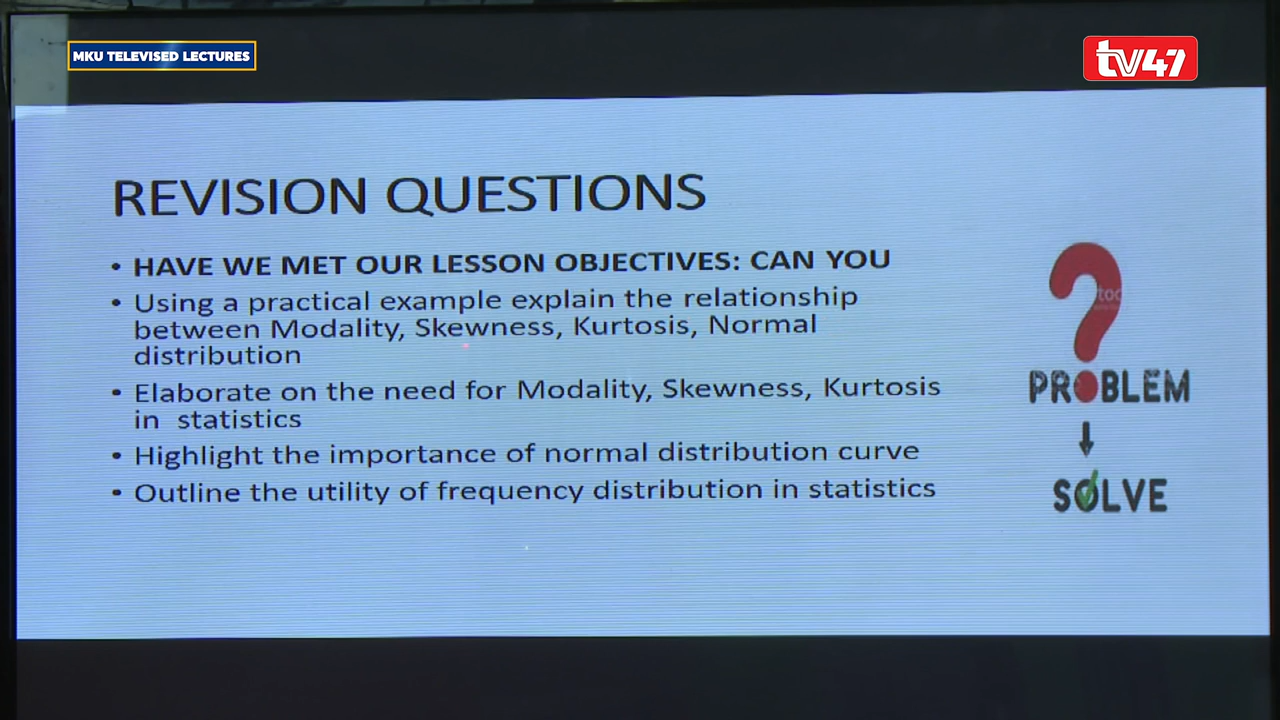 MKU TELEVISED LECTURES
tv47
REVISION QUESTIONS
• HAVE WE MET OUR LESSON OBJECTIVES: CAN YOU
• Using a practical example explain the relationship
between Modality, Skewness, Kurtosis, Normal
distribution
• Elaborate on the need for Modality, Skewness, Kurtosis
in statistics
• Highlight the importance of normal distribution curve
• Outline the utility of frequency distribution in statistics
PROBLEM
SOLVE